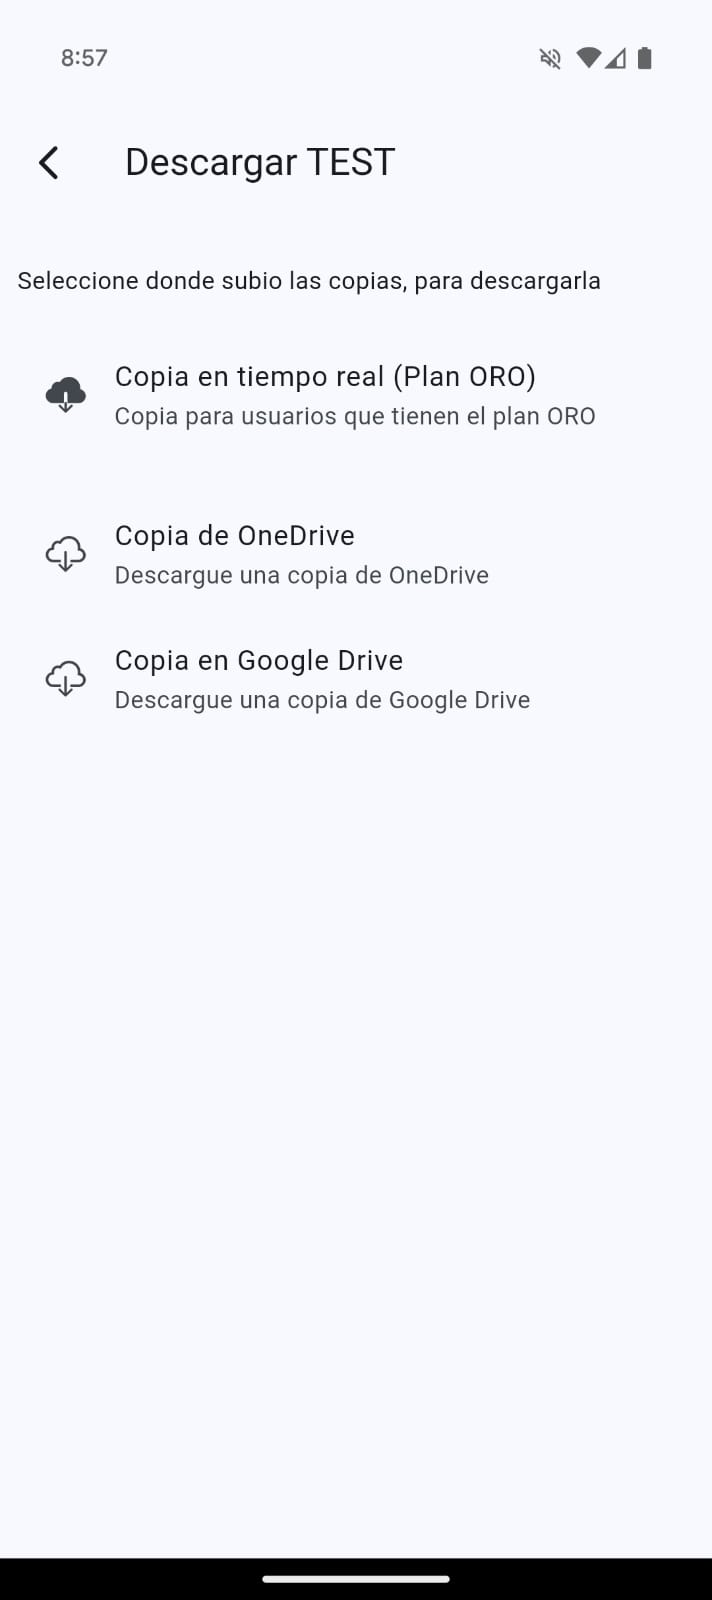 8:57
Descargar TEST
Seleccione donde subio las copias, para descargarla
Copia en tiempo real (Plan ORO)
Copia para usuarios que tienen el plan ORO
Copia de OneDrive
Descargue una copia de OneDrive
Copia en Google Drive
Descargue una copia de Google Drive